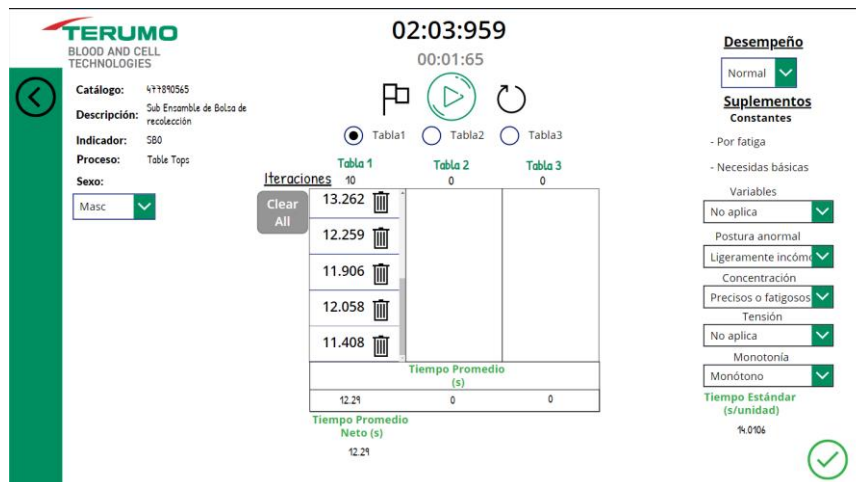 TERUMO
BLOOD AND CELL
TECHNOLOGIES
02:03:959
00:01:65
Catálogo: 477890565
Descripción: Sub Ensamble de Bolsa de
recolección
Indicador: SBO
Proceso: Table Tops
Sexo:
Masc
Tabla1 Tabla2 Tabla3
Iteraciones
Tabla 1 Tabla 2 Tabla 3
10 0 0
Clear
All
13.262
12.259
11.906
12.058
11.408
Tiempo Promedio
(s)
12.29 0 0
Tiempo Promedio
Neto (s)
12.29
Desempeño
Normal
Suplementos
Constantes
- Por fatiga
- Necesidas básicas
Variables
No aplica
Postura anormal
Ligeramente incómo
Concentración
Precisos o fatigosos
Tensión
No aplica
Monotonía
Monótono
Tiempo Estándar
(s/unidad)
14.0106